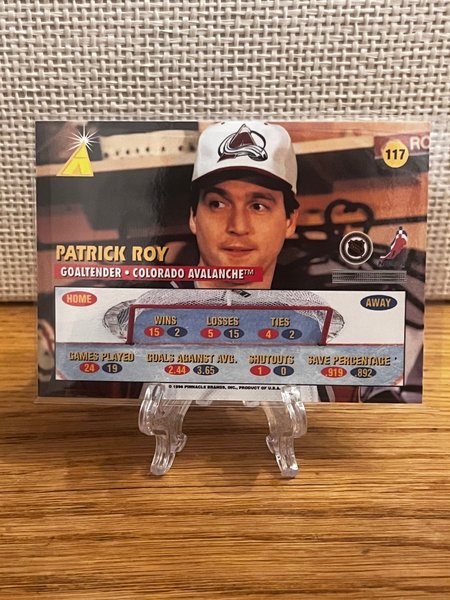 117
RO
PATRICK ROY
GOALTENDER • COLORADO AVALANCHE™
HOME
AWAY
WINS LOSSES TIES
15 2 5 15 4 2
GAMES PLAYED GOALS AGAINST AVG. SHUTOUTS SAVE PERCENTAGE
24 19 2.44 3.65 1 0 .919 .892
© 1996 PINNACLE BRANDS, INC., PRODUCT OF U.S.A.